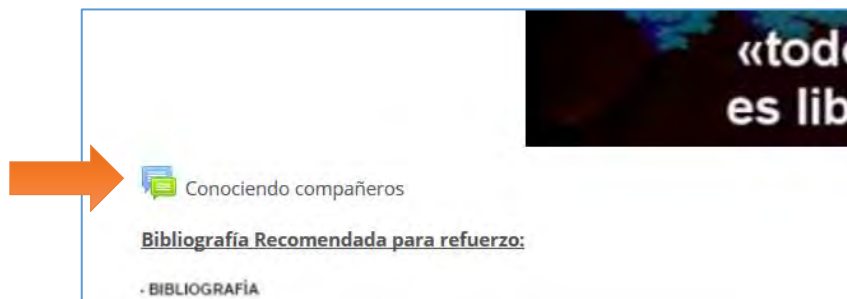 «todo
es lib
Conociendo compañeros
Bibliografía Recomendada para refuerzo:
- BIBLIOGRAFÍA